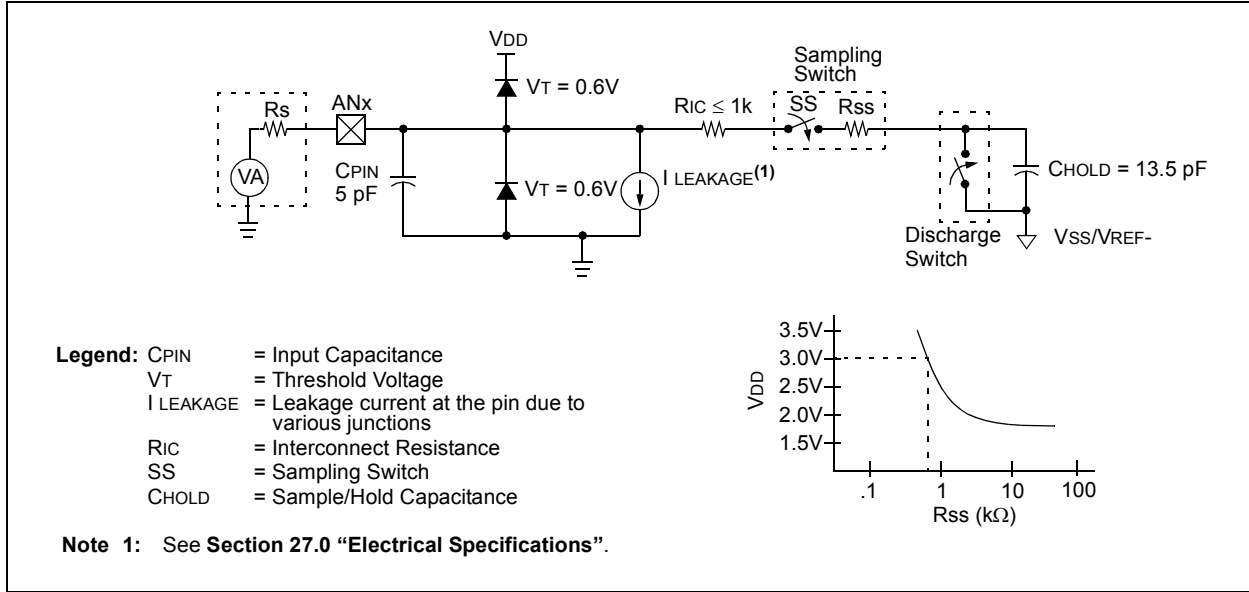 VDD
Sampling
Switch
VT = 0.6V
Rs
ANx
RIC ≤ 1k
SS
Rss
VA
CPIN
5 pF
VT = 0.6V
I LEAKAGE(1)
CHOLD = 13.5 pF
Discharge
Switch
VSS/VREF-
Legend: CPIN = Input Capacitance
VT = Threshold Voltage
I LEAKAGE = Leakage current at the pin due to
various junctions
RIC = Interconnect Resistance
SS = Sampling Switch
CHOLD = Sample/Hold Capacitance
3.5V
3.0V
2.5V
2.0V
1.5V
VDD
.1 1 10 100
Rss (kΩ)
Note 1: See Section 27.0 “Electrical Specifications”.